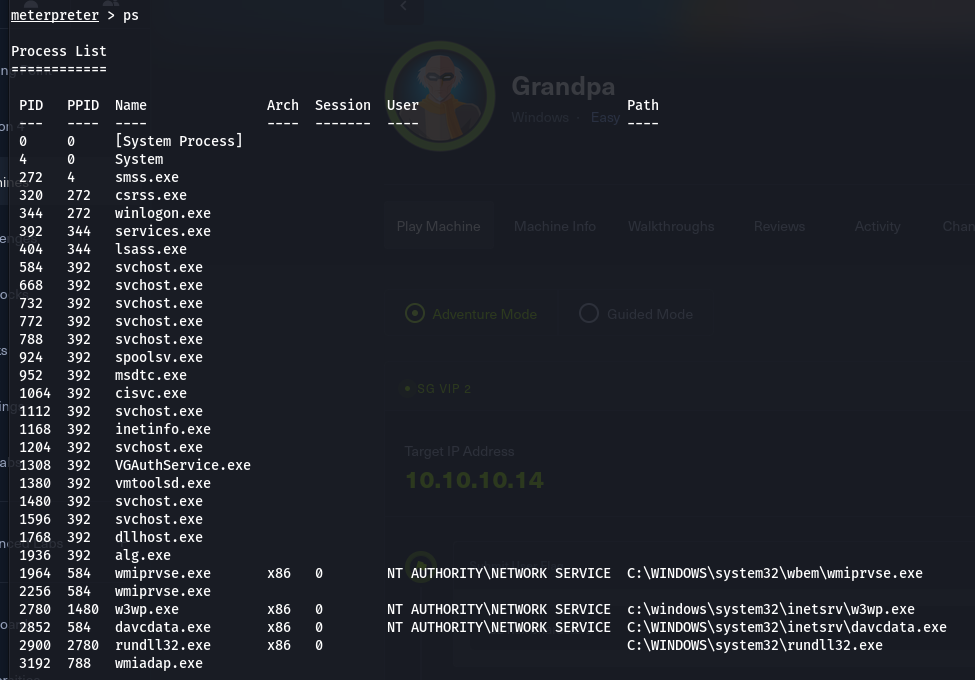 meterpreter > ps
Process List
============
PID PPID Name Arch Session User Path
--- ---- ---- ---- ------- ---- ----
0 0 [System Process]
4 0 System
272 4 smss.exe
320 272 csrss.exe
344 272 winlogon.exe
392 344 services.exe
404 344 lsass.exe
584 392 svchost.exe
668 392 svchost.exe
732 392 svchost.exe
772 392 svchost.exe
788 392 svchost.exe
924 392 spoolsv.exe
952 392 msdtc.exe
1064 392 cisvc.exe
1112 392 svchost.exe
1168 392 inetinfo.exe
1204 392 svchost.exe
1308 392 VGAuthService.exe
1380 392 vmtoolsd.exe
1480 392 svchost.exe
1596 392 svchost.exe
1768 392 dllhost.exe
1936 392 alg.exe
1964 584 wmiprvse.exe x86 0 NT AUTHORITY\NETWORK SERVICE C:\WINDOWS\system32\wbem\wmiprvse.exe
2256 584 wmiprvse.exe
2780 1480 w3wp.exe x86 0 NT AUTHORITY\NETWORK SERVICE c:\windows\system32\inetsrv\w3wp.exe
2852 584 davcdata.exe x86 0 NT AUTHORITY\NETWORK SERVICE C:\WINDOWS\system32\inetsrv\davcdata.exe
2900 2780 rundll32.exe x86 0 C:\WINDOWS\system32\rundll32.exe
3192 788 wmiadap.exe
Grandpa
Windows · Easy
Play Machine Machine Info Walkthroughs Reviews Activity
Adventure Mode Guided Mode
SG VIP 2
Target IP Address
10.10.10.14